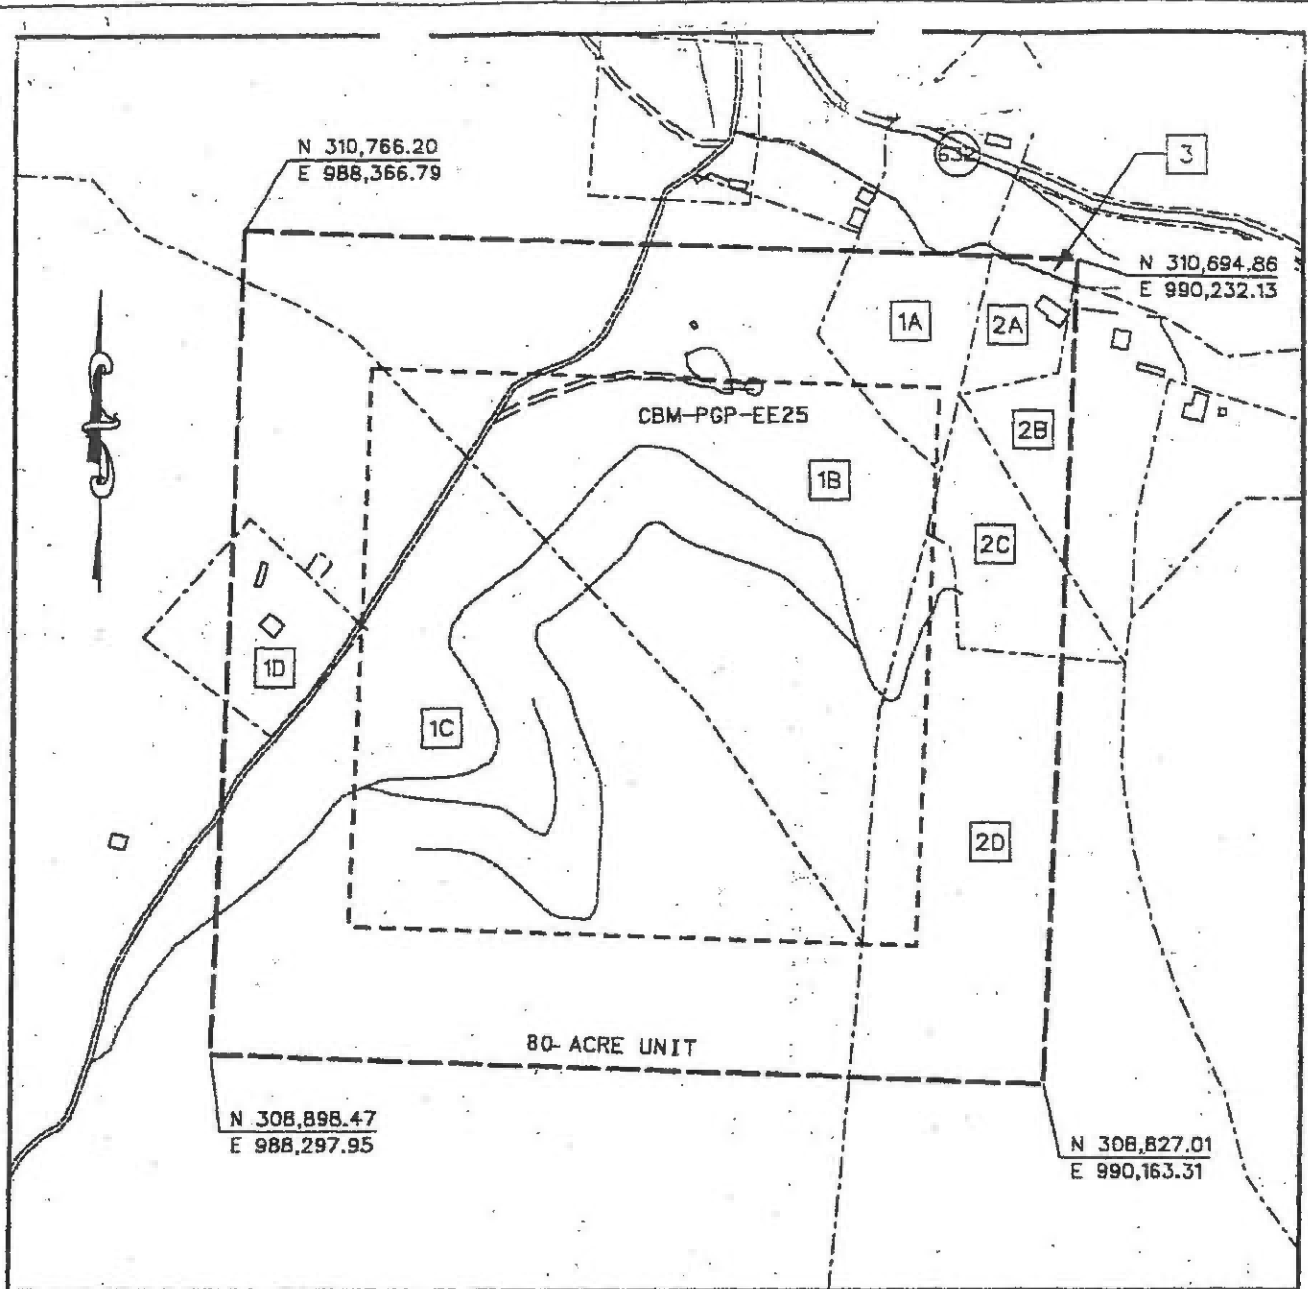 N 310,766.20
E 988,366.79
632
3
N 310,694.86
E 990,232.13
1A
2A
CBM-PGP-EE25
2B
1B
2C
1D
1C
2D
80- ACRE UNIT
N 308,898.47
E 988,297.95
N 308,827.01
E 990,163.31